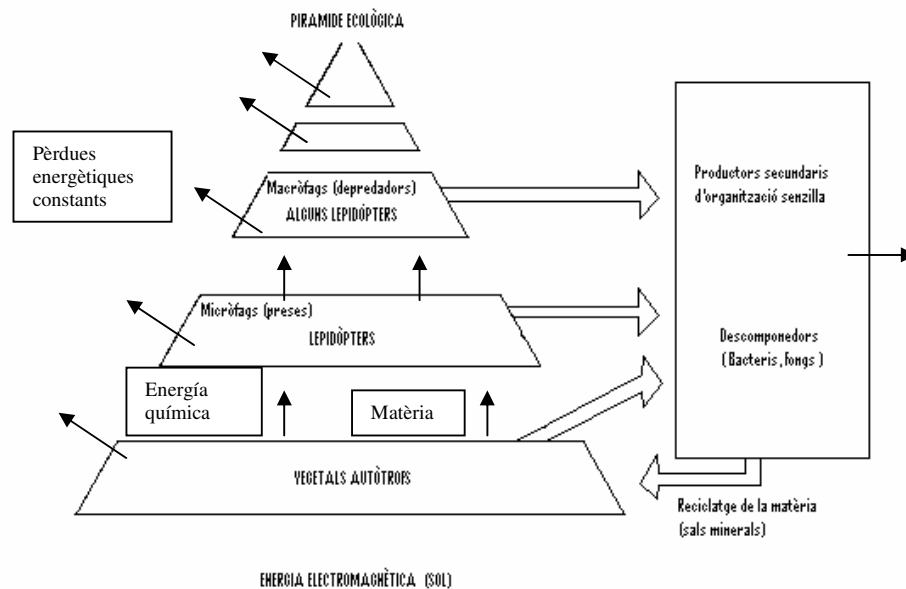 PIRAMIDE ECOLÒGICA
Pèrdues
energètiques
constants
Macròfags (depredadors)
ALGUNS LEPIDÓPTERS
Productors secundaris
d'organització senzilla
Micròfags (preses)
LEPIDÒPTERS
Descomponedors
(Bacteris, fongs )
Energía
química
Matèria
VEGETALS AUTÒTROFS
Reciclatge de la matèria
(sals minerals)
ENERGIA ELECTROMAGNÈTICA (SOL)